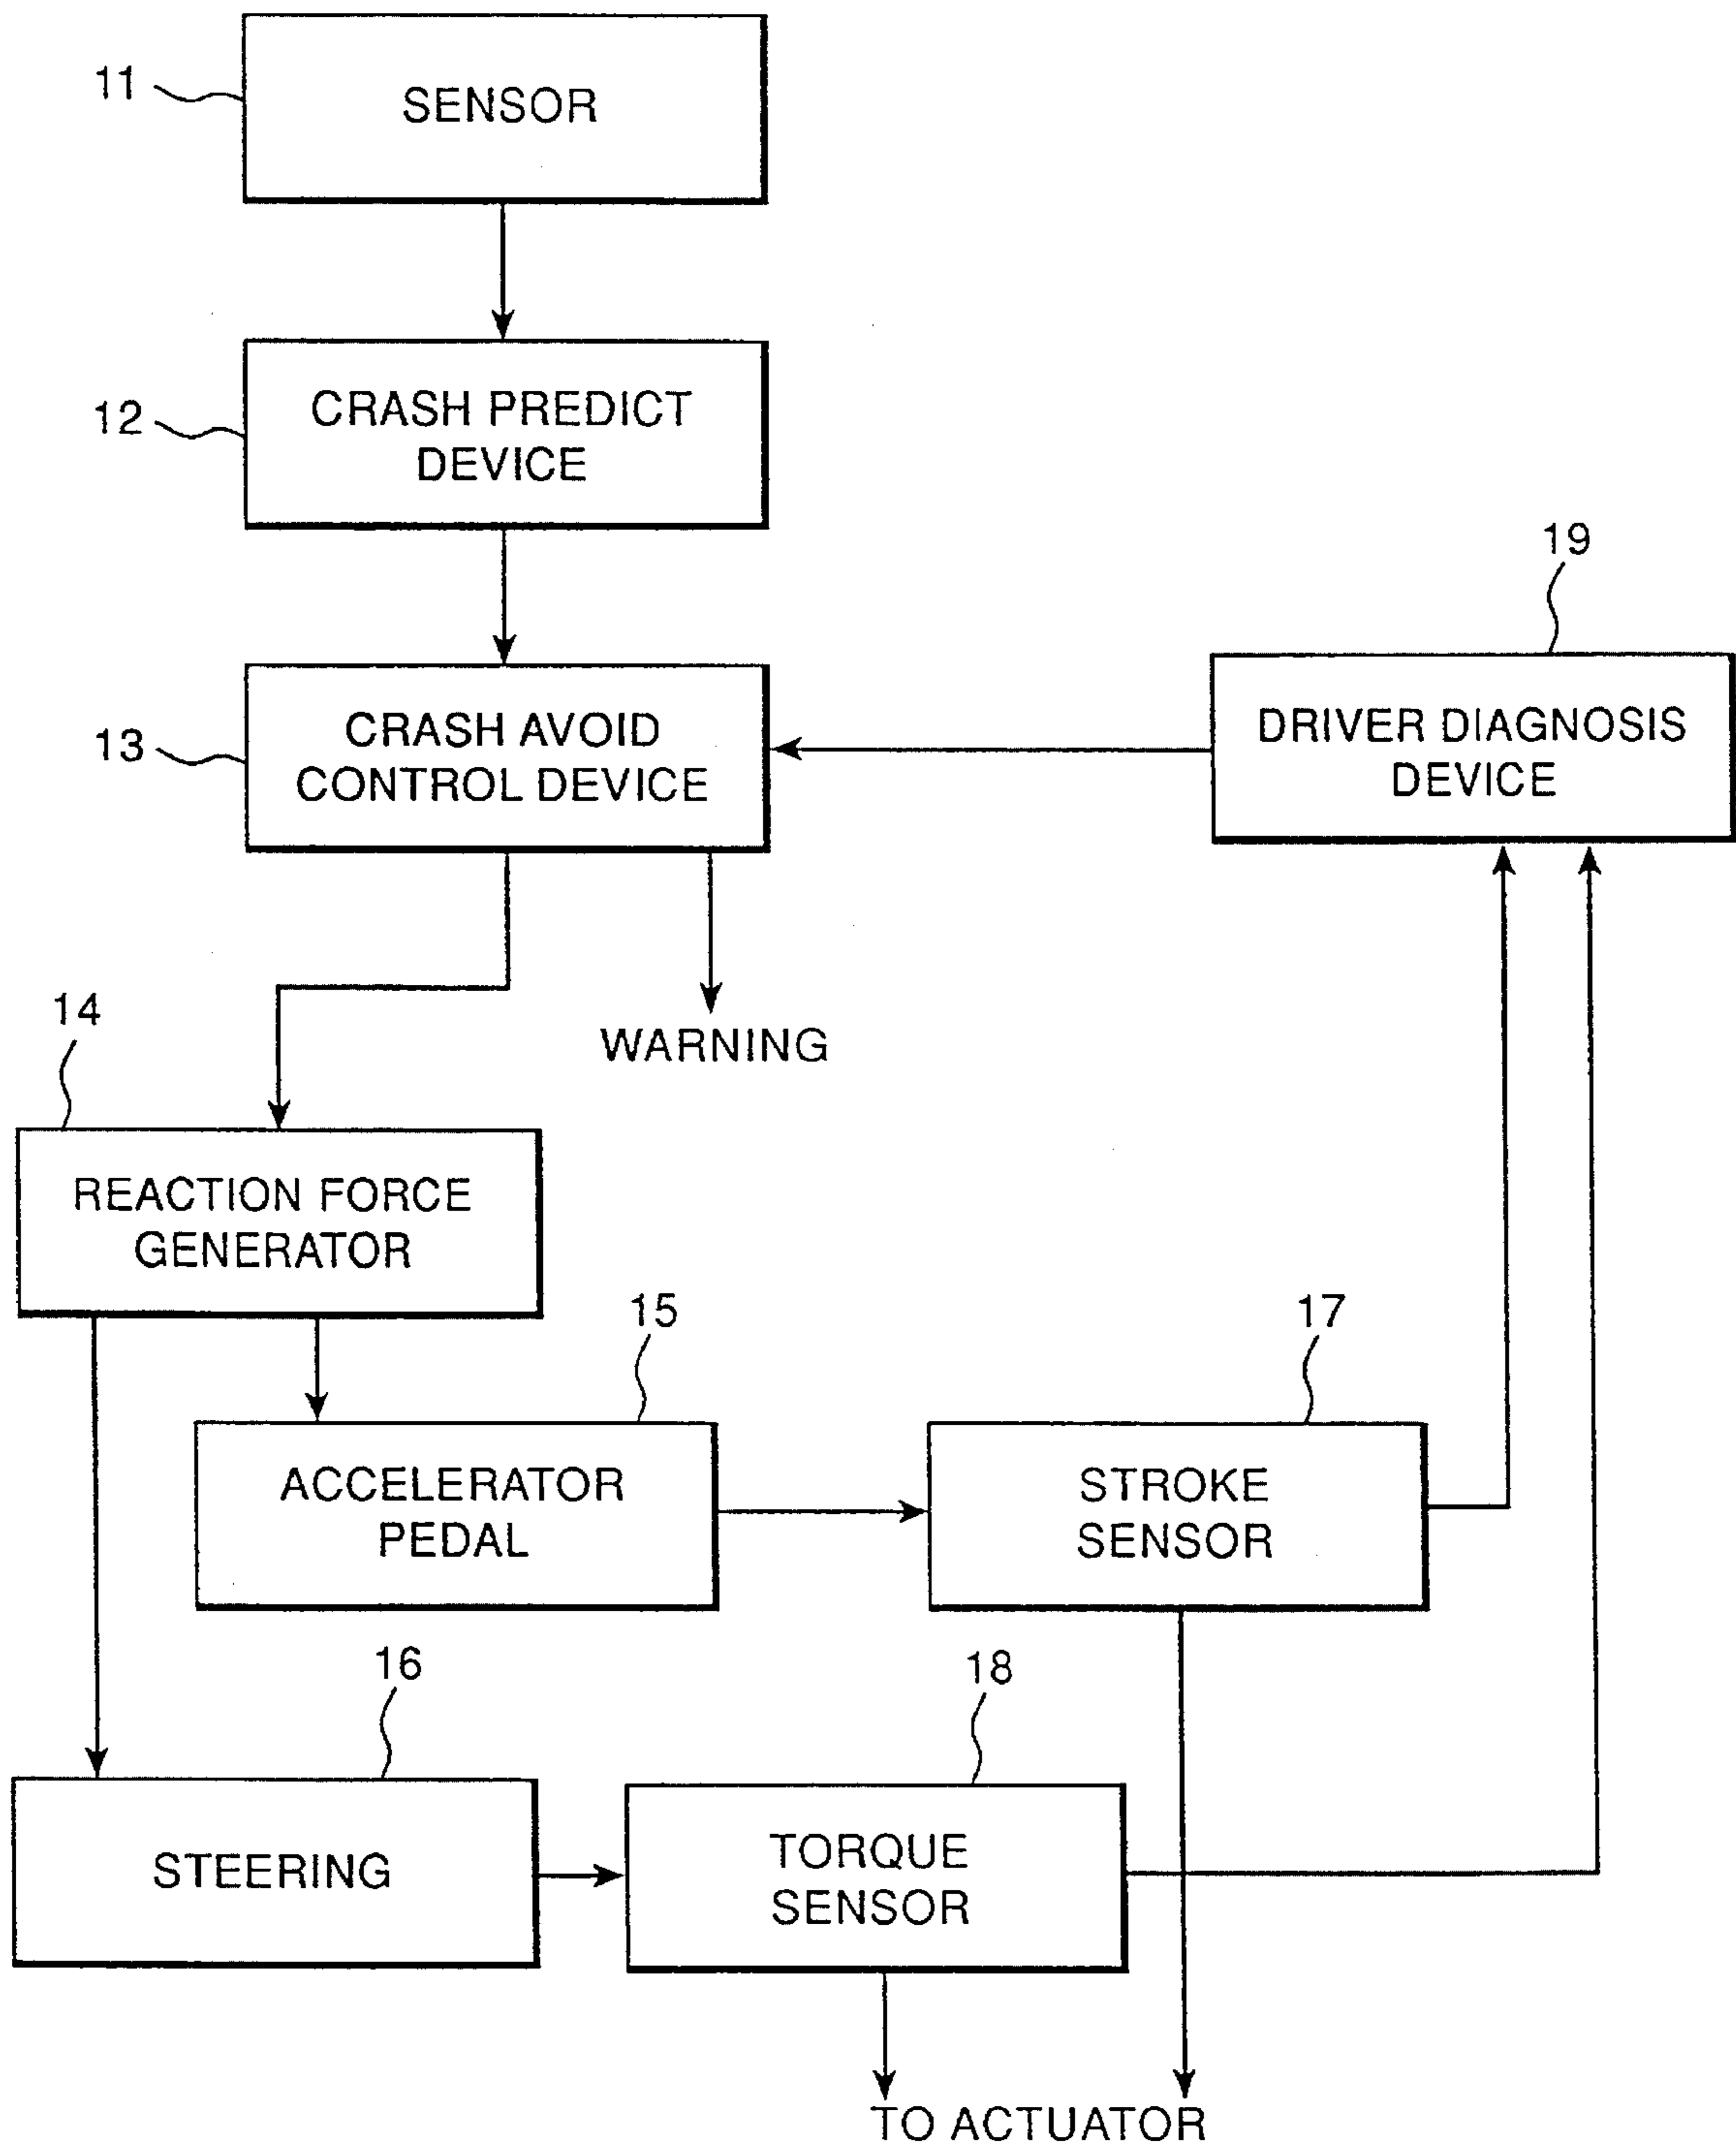 11
SENSOR
12
CRASH PREDICT
DEVICE
19
13
CRASH AVOID
CONTROL DEVICE
DRIVER DIAGNOSIS
DEVICE
14
WARNING
REACTION FORCE
GENERATOR
15
17
ACCELERATOR
PEDAL
STROKE
SENSOR
16
18
STEERING
TORQUE
SENSOR
TO ACTUATOR